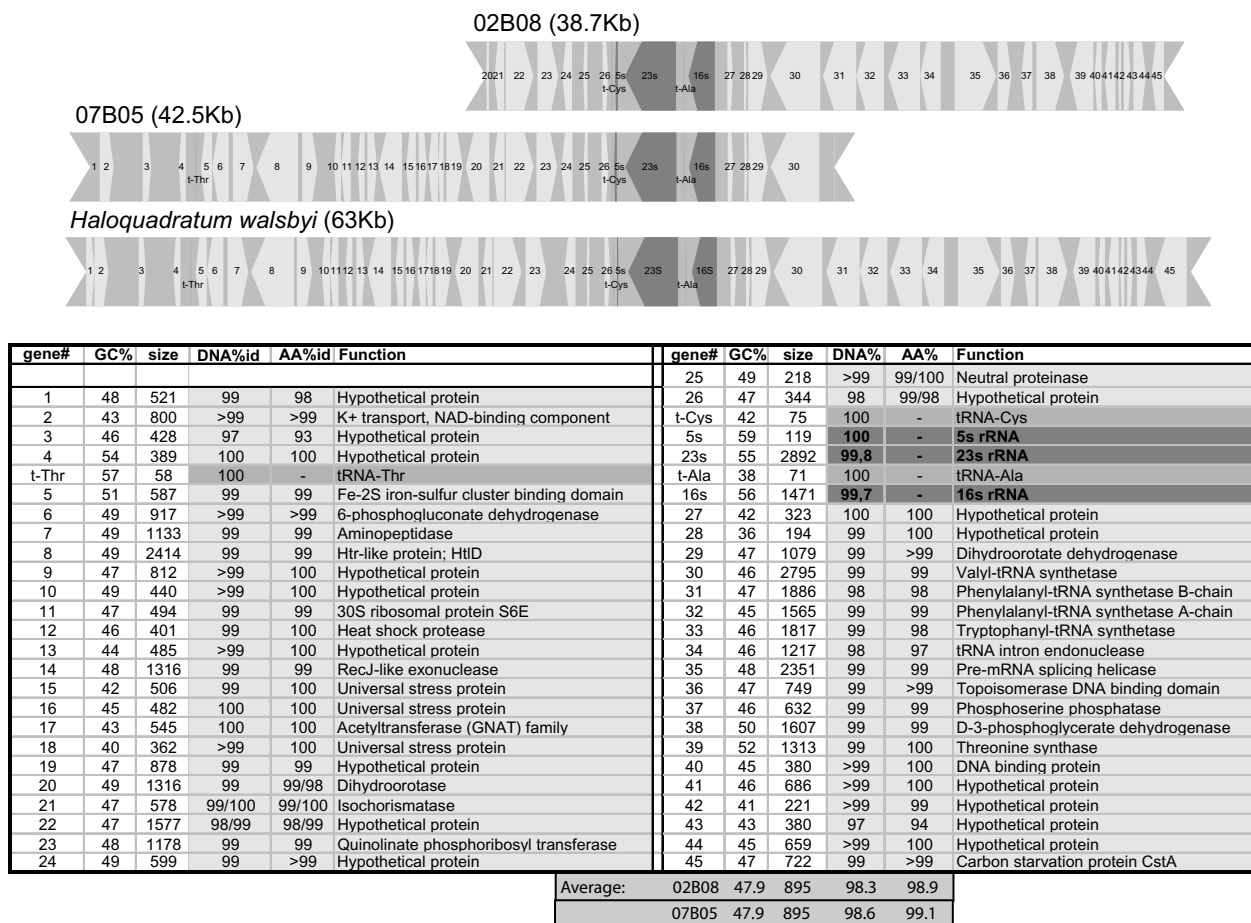 02B08 (38.7Kb)
20 21 22 23 24 25 26 5s 23s 16s 27 28 29 30 31 32 33 34 35 36 37 38 39 40 41 42 43 44 45
t-Cys t-Ala
07B05 (42.5Kb)
1 2 3 4 5 6 7 8 9 10 11 12 13 14 15 16 17 18 19 20 21 22 23 24 25 26 5s 23s 16s 27 28 29 30
t-Thr t-Cys t-Ala
Haloquadratum walsbyi (63Kb)
1 2 3 4 5 6 7 8 9 10 11 12 13 14 15 16 17 18 19 20 21 22 23 24 25 26 5s 23S 16S 27 28 29 30 31 32 33 34 35 36 37 38 39 40 41 42 43 44 45
t-Thr t-Cys t-Ala
gene# GC% size DNA%id AA%id Function
1 48 521 99 98 Hypothetical protein
2 43 800 >99 >99 K+ transport, NAD-binding component
3 46 428 97 93 Hypothetical protein
4 54 389 100 100 Hypothetical protein
t-Thr 57 58 100 - tRNA-Thr
5 51 587 99 99 Fe-2S iron-sulfur cluster binding domain
6 49 917 >99 >99 6-phosphogluconate dehydrogenase
7 49 1133 99 99 Aminopeptidase
8 49 2414 99 99 Htr-like protein; HtlD
9 47 812 >99 100 Hypothetical protein
10 49 440 >99 100 Hypothetical protein
11 47 494 99 99 30S ribosomal protein S6E
12 46 401 99 100 Heat shock protease
13 44 485 >99 100 Hypothetical protein
14 48 1316 99 99 RecJ-like exonuclease
15 42 506 99 100 Universal stress protein
16 45 482 100 100 Universal stress protein
17 43 545 100 100 Acetyltransferase (GNAT) family
18 40 362 >99 100 Universal stress protein
19 47 878 99 99 Hypothetical protein
20 49 1316 99 99/98 Dihydroorotase
21 47 578 99/100 99/100 Isochorismatase
22 47 1577 98/99 98/99 Hypothetical protein
23 48 1178 99 99 Quinolinate phosphoribosyl transferase
24 49 599 99 >99 Hypothetical protein
gene# GC% size DNA% AA% Function
25 49 218 >99 99/100 Neutral proteinase
26 47 344 98 99/98 Hypothetical protein
t-Cys 42 75 100 - tRNA-Cys
5s 59 119 100 - 5s rRNA
23s 55 2892 99,8 - 23s rRNA
t-Ala 38 71 100 - tRNA-Ala
16s 56 1471 99,7 - 16s rRNA
27 42 323 100 100 Hypothetical protein
28 36 194 99 100 Hypothetical protein
29 47 1079 99 >99 Dihydroorotate dehydrogenase
30 46 2795 99 99 Valyl-tRNA synthetase
31 47 1886 98 98 Phenylalanyl-tRNA synthetase B-chain
32 45 1565 99 99 Phenylalanyl-tRNA synthetase A-chain
33 46 1817 99 98 Tryptophanyl-tRNA synthetase
34 46 1217 98 97 tRNA intron endonuclease
35 48 2351 99 99 Pre-mRNA splicing helicase
36 47 749 99 >99 Topoisomerase DNA binding domain
37 46 632 99 99 Phosphoserine phosphatase
38 50 1607 99 99 D-3-phosphoglycerate dehydrogenase
39 52 1313 99 100 Threonine synthase
40 45 380 >99 100 DNA binding protein
41 46 686 >99 100 Hypothetical protein
42 41 221 >99 99 Hypothetical protein
43 43 380 97 94 Hypothetical protein
44 45 659 >99 100 Hypothetical protein
45 47 722 99 >99 Carbon starvation protein CstA
Average: 02B08 47.9 895 98.3 98.9
07B05 47.9 895 98.6 99.1